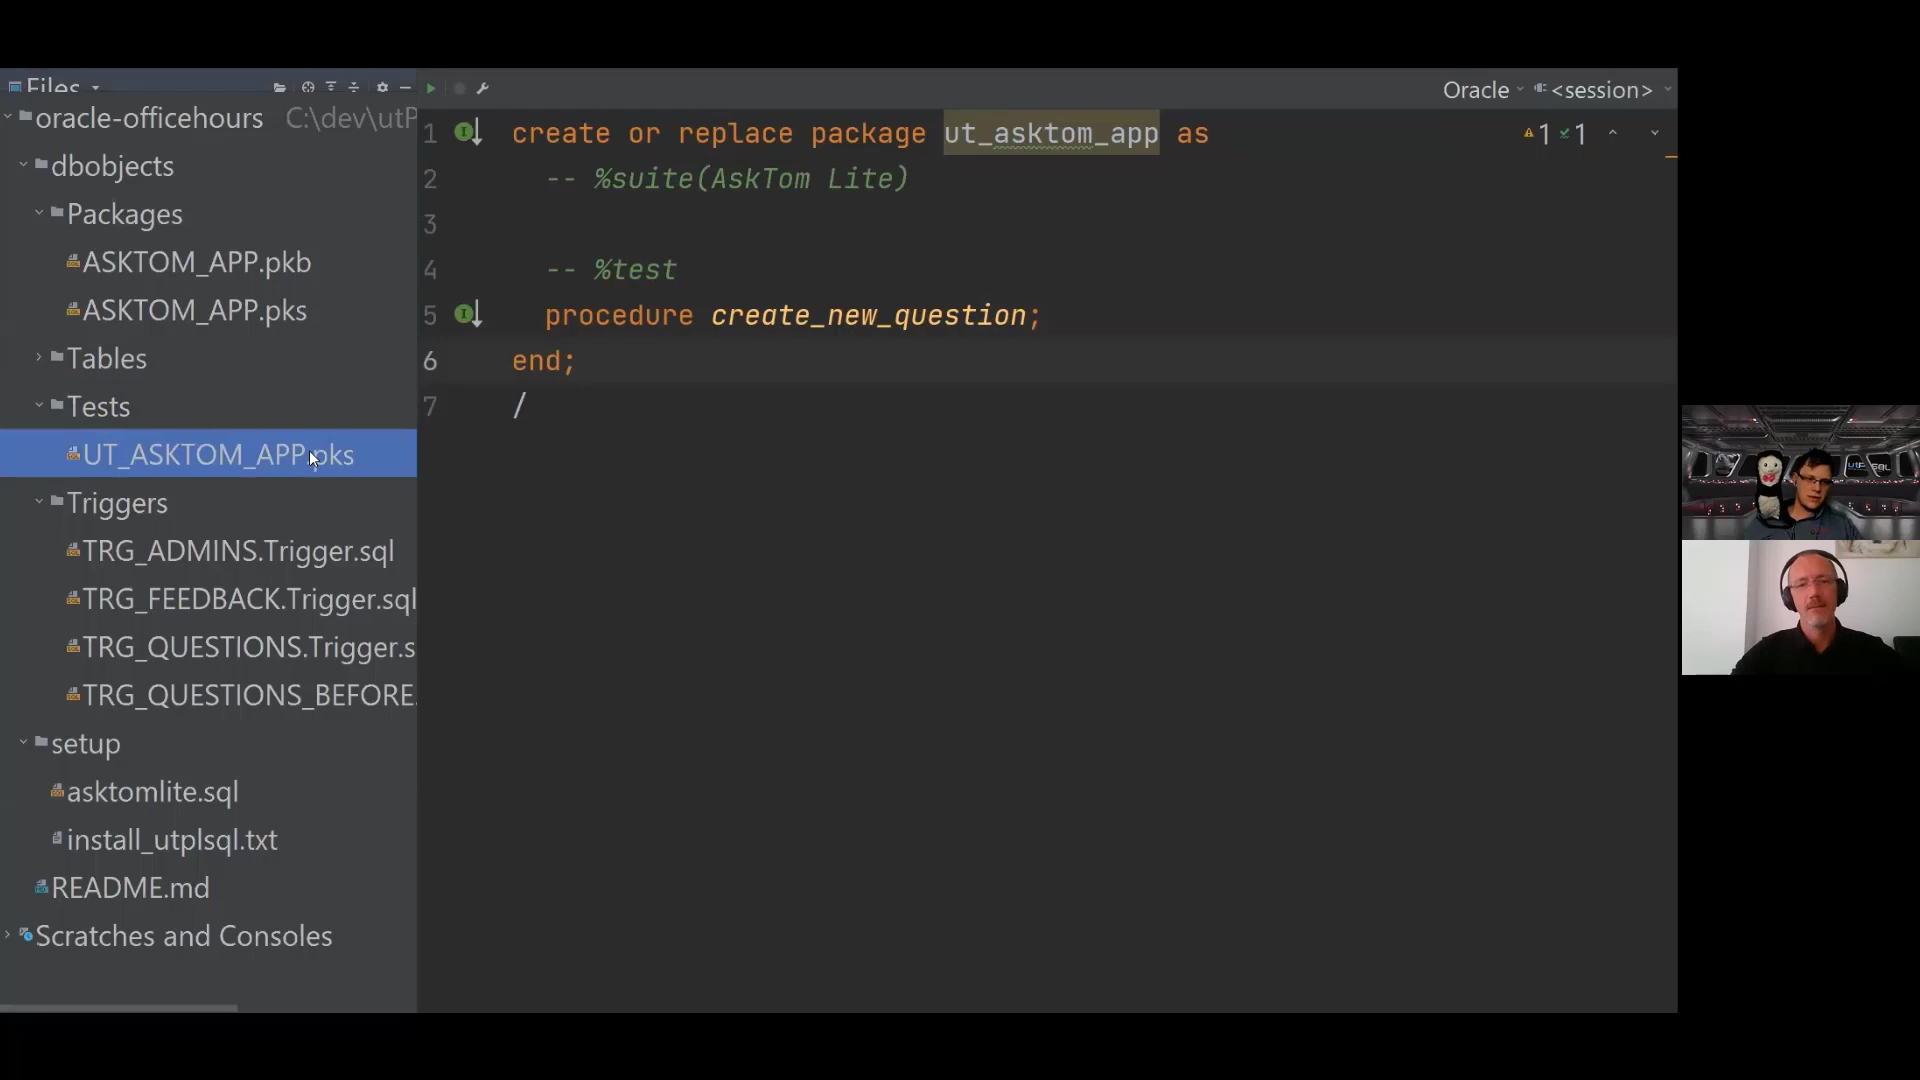 Files
oracle-officehours C:\dev\utP
dbobjects
Packages
ASKTOM_APP.pkb
ASKTOM_APP.pks
Tables
Tests
UT_ASKTOM_APP.pks
Triggers
TRG_ADMINS.Trigger.sql
TRG_FEEDBACK.Trigger.sql
TRG_QUESTIONS.Trigger.s
TRG_QUESTIONS_BEFORE.
setup
asktomlite.sql
install_utplsql.txt
README.md
Scratches and Consoles
Oracle <session>
1 create or replace package ut_asktom_app as
1 1
2 -- %suite(AskTom Lite)
3
4 -- %test
5 procedure create_new_question;
6 end;
7 /